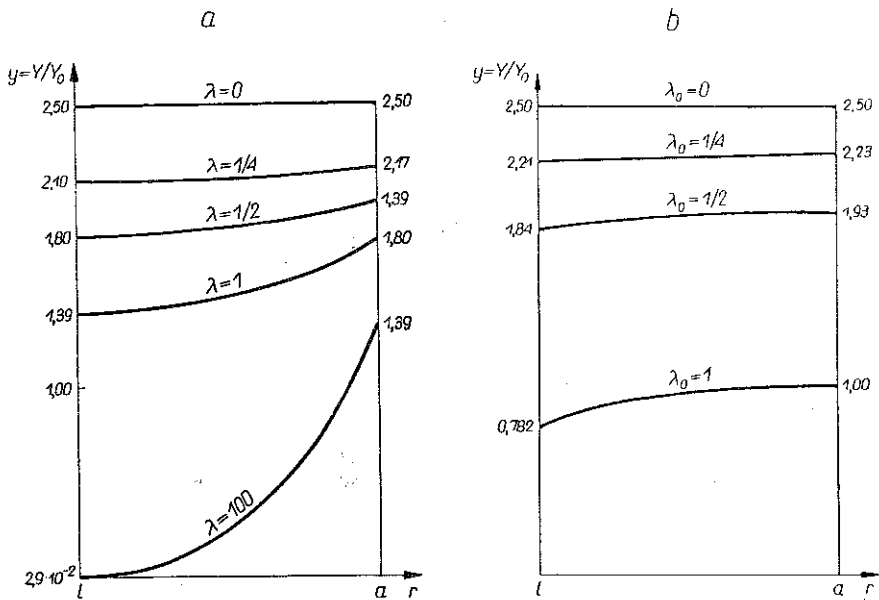 a
y=Y/Y₀
2,50
λ=0
2,50
2,10
λ=1/4
2,17
λ=1/2
1,39
1,80
1,80
λ=1
1,39
1,39
1,00
λ=100
2,9·10⁻²
l
a
r
b
y=Y/Y₀
2,50
λ₀=0
2,50
2,21
λ₀=1/4
2,23
λ₀=1/2
1,84
1,93
λ₀=1
1,00
0,782
l
a
r